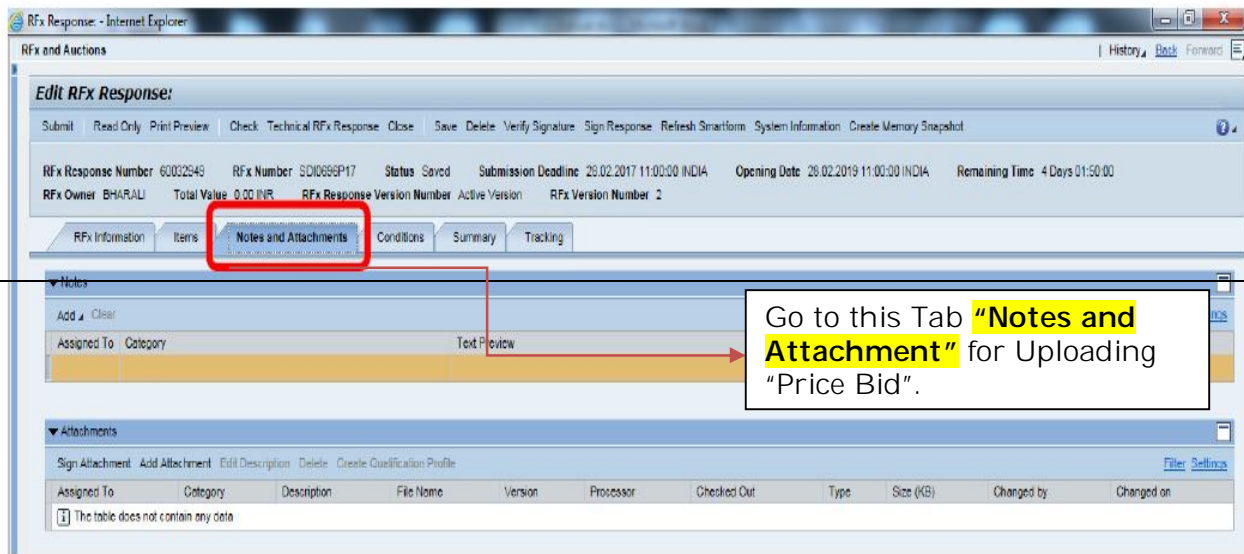 RFx Response: - Internet Explorer
RFx and Auctions
History Back Forward
Edit RFx Response:
Submit Read Only Print Preview Check Technical RFx Response Close Save Delete Verify Signature Sign Response Refresh Smartform System Information Create Memory Snapshot
RFx Response Number 60032949 RFx Number SDI0696P17 Status Saved Submission Deadline 28.02.2017 11:00:00 INDIA Opening Date 28.02.2019 11:00:00 INDIA Remaining Time 4 Days 01:50:00
RFx Owner BHARALI Total Value 0.00 INR RFx Response Version Number Active Version RFx Version Number 2
RFx Information Items Notes and Attachments Conditions Summary Tracking
Notes
Add Clear
Assigned To Category Text Preview
Go to this Tab "Notes and
Attachment" for Uploading
"Price Bid".
Attachments
Sign Attachment Add Attachment Edit Description Delete Create Qualification Profile Filter Settings
Assigned To Category Description File Name Version Processor Checked Out Type Size (KB) Changed by Changed on
The table does not contain any data